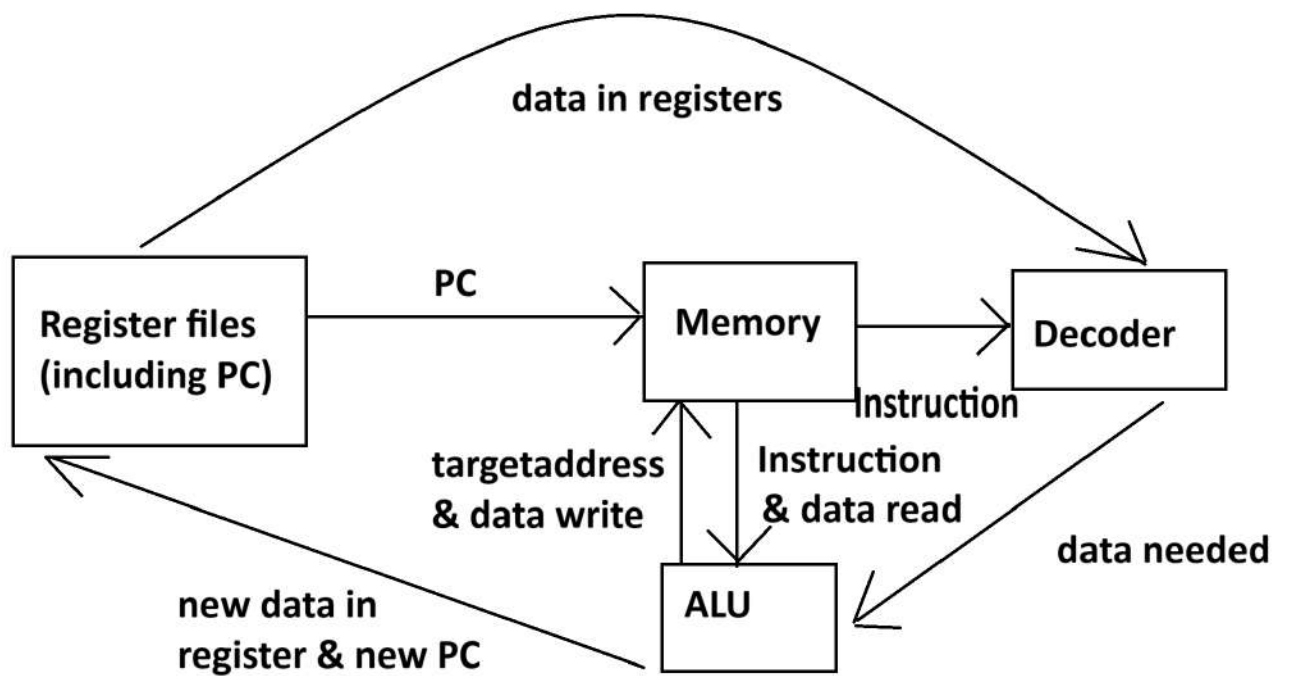 data in registers
PC
Register files
(including PC)
Memory
Decoder
Instruction
targetaddress
& data write
Instruction
& data read
data needed
new data in
register & new PC
ALU